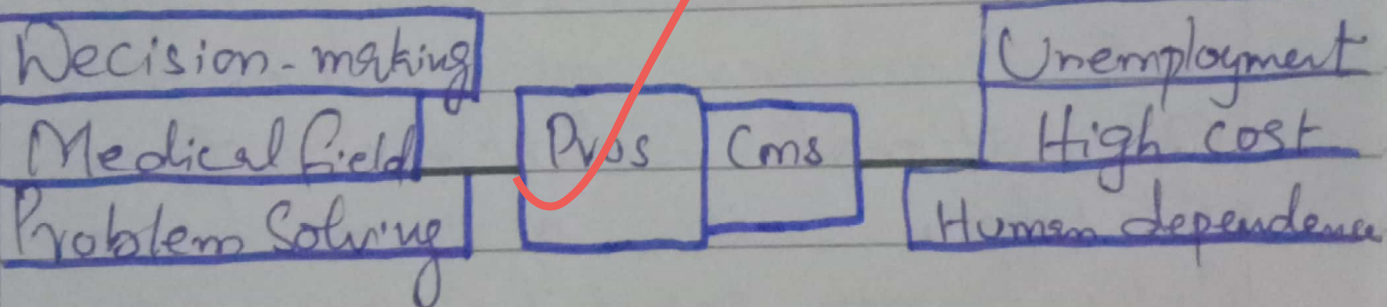 Decision-making
Medical field
Problem Solving
Pros
Cons
Unemployment
High cost
Human dependence